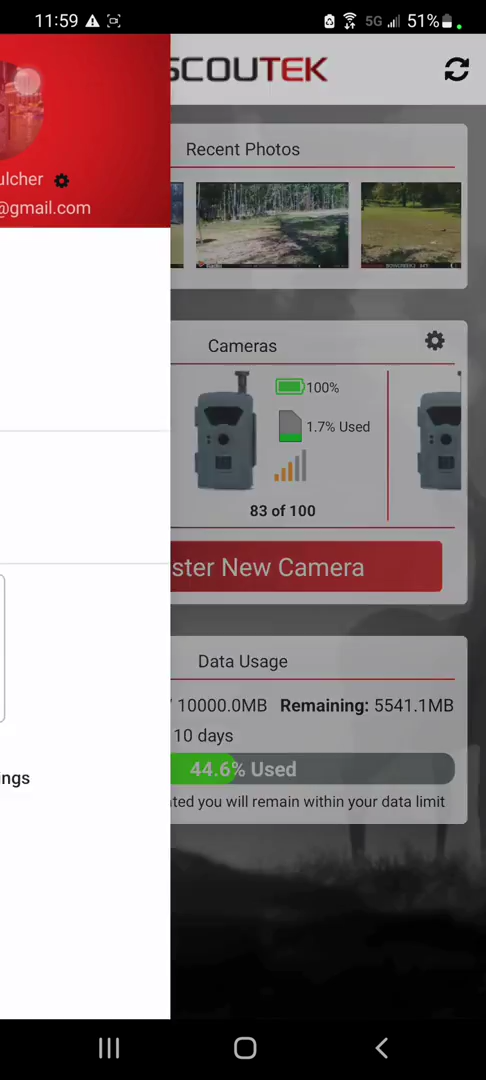 11:59
5G
51%
SCOUTEK
ulcher
@gmail.com
Recent Photos
Cameras
100%
1.7% Used
83 of 100
ster New Camera
Data Usage
/ 10000.0MB Remaining: 5541.1MB
10 days
44.6% Used
ted you will remain within your data limit
ings